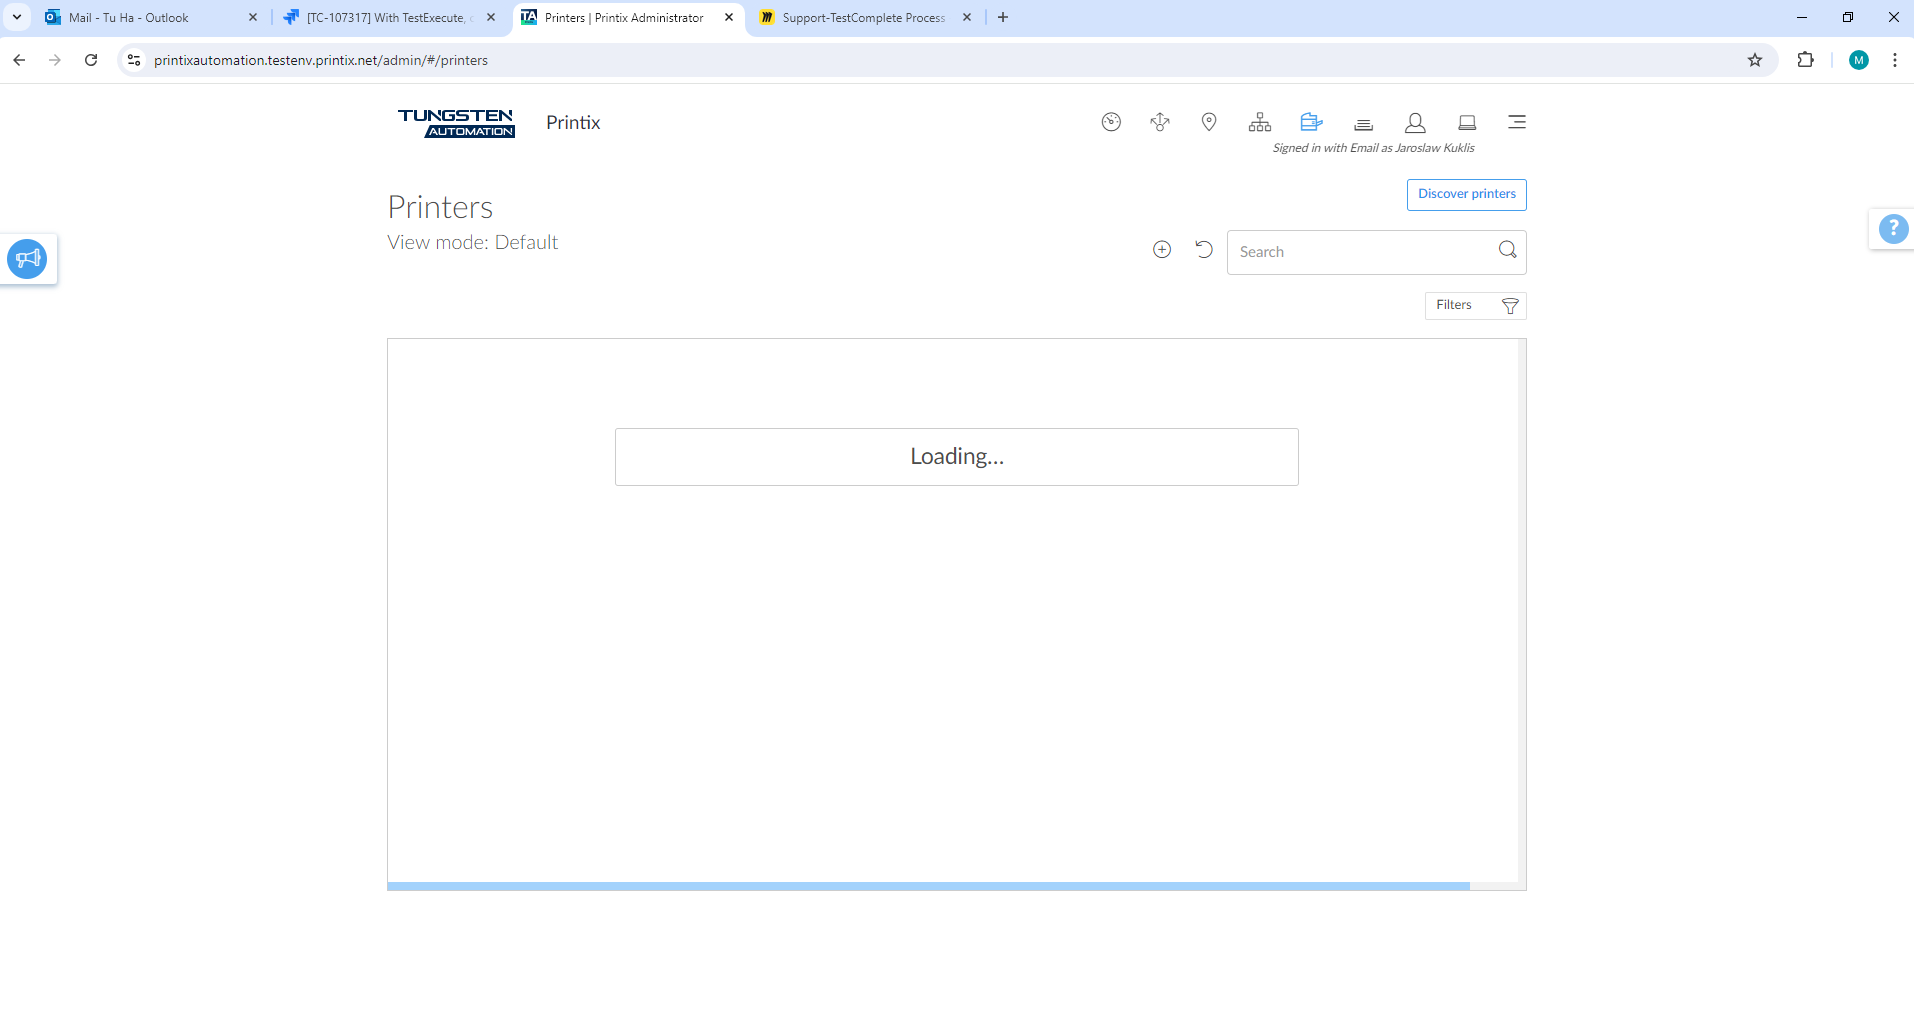 Mail - Tu Ha - Outlook
[TC-107317] With TestExecute, c
Printers | Printix Administrator
Support-TestComplete Process
printixautomation.testenv.printix.net/admin/#/printers
M
TUNGSTEN
AUTOMATION
Printix
Signed in with Email as Jaroslaw Kuklis
Printers
Discover printers
View mode: Default
Search
?
Filters
Loading...